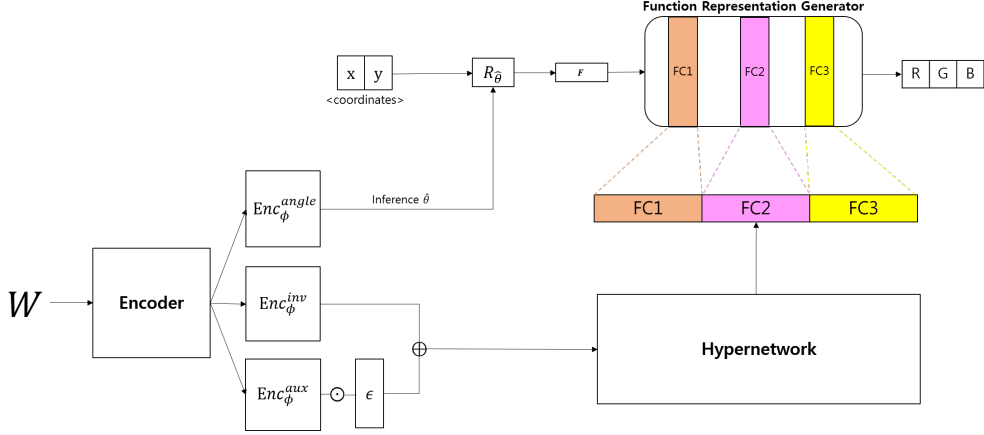 Function Representation Generator
x y
<coordinates>
R_θ̂
F
FC1
FC2
FC3
R G B
Enc_ϕ^angle
Inference θ̂
FC1 FC2 FC3
W
Encoder
Enc_ϕ^inv
⊕
Hypernetwork
Enc_ϕ^aux
⊙
ϵ